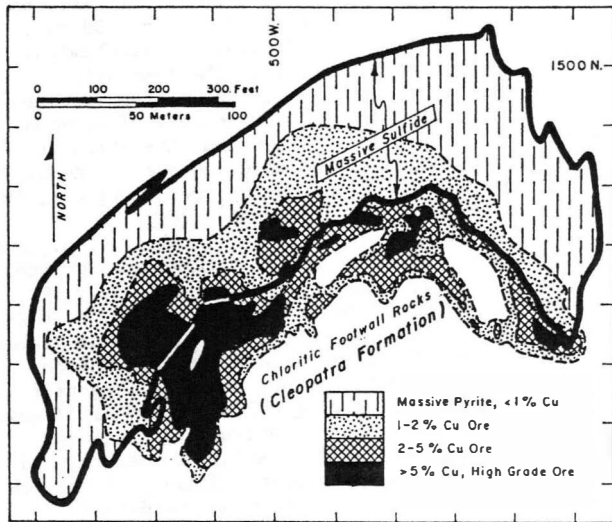 500 W.
1500 N.
0 100 200 300 Feet
0 50 100
Meters
NORTH
Massive Sulfide
Chloritic Footwall Rocks
(Cleopatra Formation)
Massive Pyrite, <1% Cu
1-2% Cu Ore
2-5% Cu Ore
>5% Cu, High Grade Ore